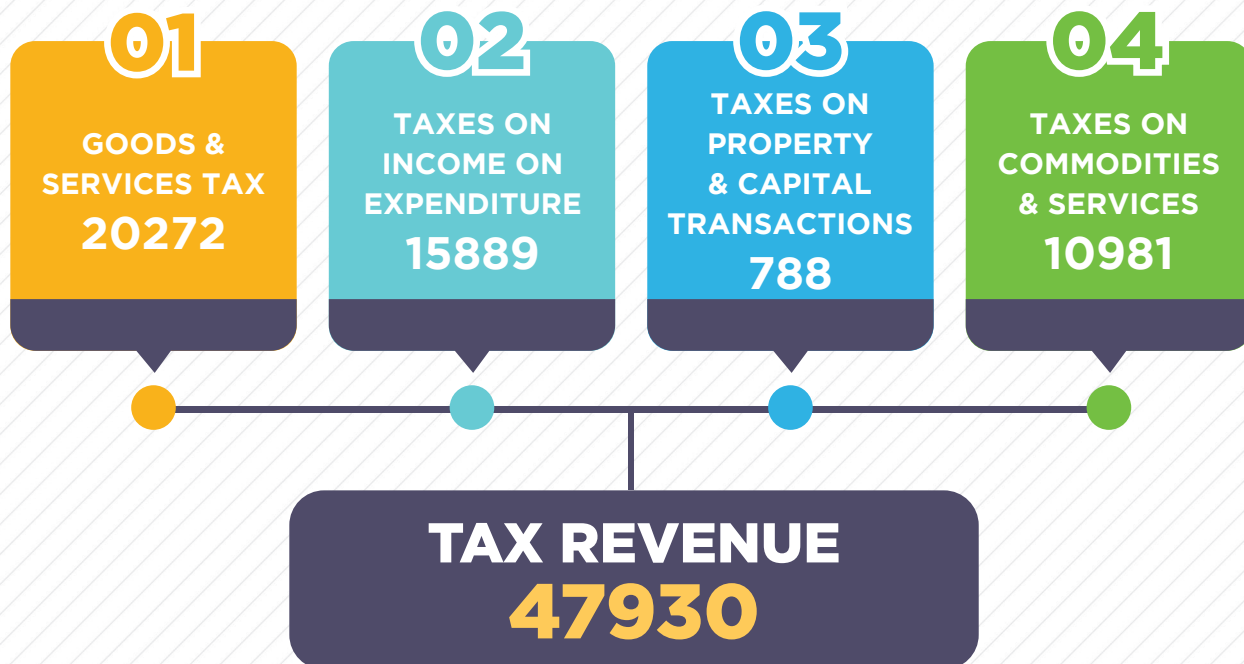 01
GOODS &
SERVICES TAX
20272
02
TAXES ON
INCOME ON
EXPENDITURE
15889
03
TAXES ON
PROPERTY
& CAPITAL
TRANSACTIONS
788
04
TAXES ON
COMMODITIES
& SERVICES
10981
TAX REVENUE
47930